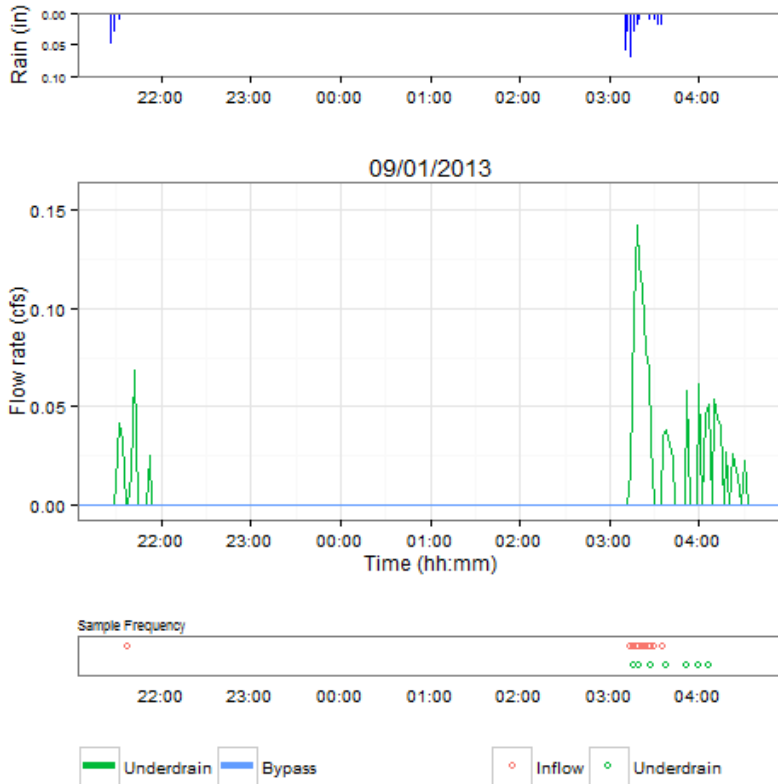 Rain (in)
0.00
0.05
0.10
22:00 23:00 00:00 01:00 02:00 03:00 04:00
09/01/2013
Flow rate (cfs)
0.15
0.10
0.05
0.00
22:00 23:00 00:00 01:00 02:00 03:00 04:00
Time (hh:mm)
Sample Frequency
22:00 23:00 00:00 01:00 02:00 03:00 04:00
Underdrain Bypass Inflow Underdrain